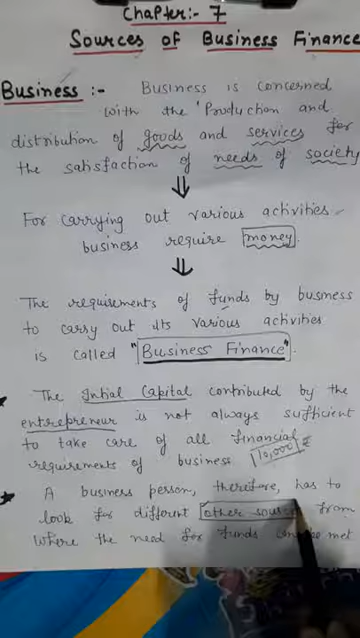 Chapter:- 7
Sources of Business Finance
Business :- Business is concerned
with the Production and
distribution of goods and services for
the satisfaction of needs of society
For carrying out various activities
business require money.
The requirements of funds by business
to carry out its various activities
is called "Business Finance".
The Initial Capital contributed by the
entrepreneur is not always sufficient
to take care of all financial
requirements of business 10,000 ₹
A business person, therefore, has to
look for different other from
where the need for funds met